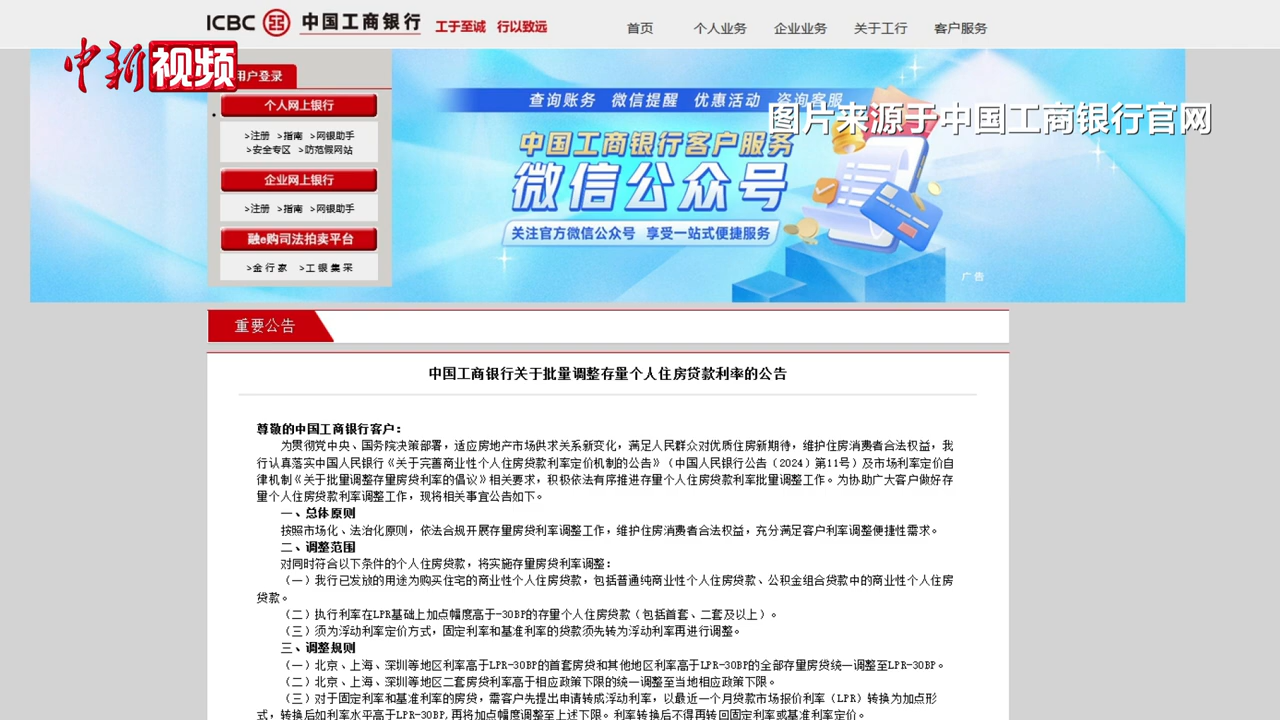 ICBC 中国工商银行 工于至诚 行以致远
首页 个人业务 企业业务 关于工行 客户服务
中新视频
用户登录
个人网上银行
>注册 >指南 >网银助手
>安全专区 >防范假网站
企业网上银行
>注册 >指南 >网银助手
融e购司法拍卖平台
>金行家 >工银集采
查询账务 微信提醒 优惠活动 咨询客服
图片来源于中国工商银行官网
中国工商银行客户服务
微信公众号
关注官方微信公众号 享受一站式便捷服务
广告
重要公告
中国工商银行关于批量调整存量个人住房贷款利率的公告
尊敬的中国工商银行客户：
为贯彻党中央、国务院决策部署，适应房地产市场供求关系新变化，满足人民群众对优质住房新期待，维护住房消费者合法权益，我
行认真落实中国人民银行《关于完善商业性个人住房贷款利率定价机制的公告》（中国人民银行公告〔2024〕第11号）及市场利率定价自
律机制《关于批量调整存量房贷利率的倡议》相关要求，积极依法有序推进存量个人住房贷款利率批量调整工作。为协助广大客户做好存
量个人住房贷款利率调整工作，现将相关事宜公告如下。
一、总体原则
按照市场化、法治化原则，依法合规开展存量房贷利率调整工作，维护住房消费者合法权益，充分满足客户利率调整便捷性需求。
二、调整范围
对同时符合以下条件的个人住房贷款，将实施存量房贷利率调整：
（一）我行已发放的用途为购买住宅的商业性个人住房贷款，包括普通纯商业性个人住房贷款、公积金组合贷款中的商业性个人住房
贷款。
（二）执行利率在LPR基础上加点幅度高于-30BP的存量个人住房贷款（包括首套、二套及以上）。
（三）须为浮动利率定价方式，固定利率和基准利率的贷款须先转为浮动利率再进行调整。
三、调整规则
（一）北京、上海、深圳等地区利率高于LPR-30BP的首套房贷和其他地区利率高于LPR-30BP的全部存量房贷统一调整至LPR-30BP。
（二）北京、上海、深圳等地区二套房贷利率高于相应政策下限的统一调整至当地相应政策下限。
（三）对于固定利率和基准利率的房贷，需客户先提出申请转成浮动利率，以最近一个月贷款市场报价利率（LPR）转换为加点形
式，转换后如利率水平高于LPR-30BP,再将加点幅度调整至上述下限。利率转换后不得再转回固定利率或基准利率定价。